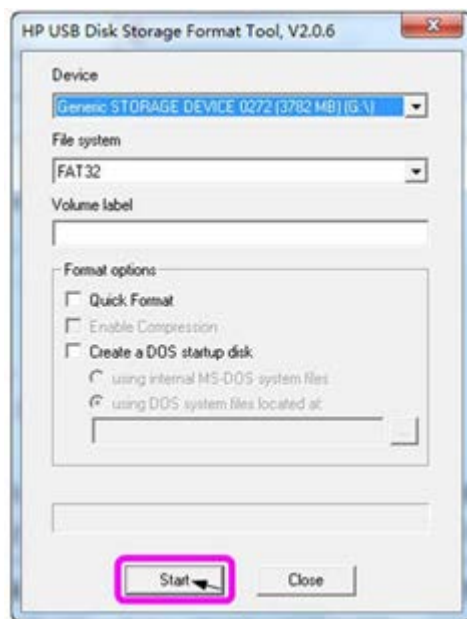 HP USB Disk Storage Format Tool, V2.0.6
Device
Generic STORAGE DEVICE 0272 (3782 MB) (G:\)
File system
FAT32
Volume label
Format options
Quick Format
Enable Compression
Create a DOS startup disk
using internal MS-DOS system files
using DOS system files located at:
...
Start
Close